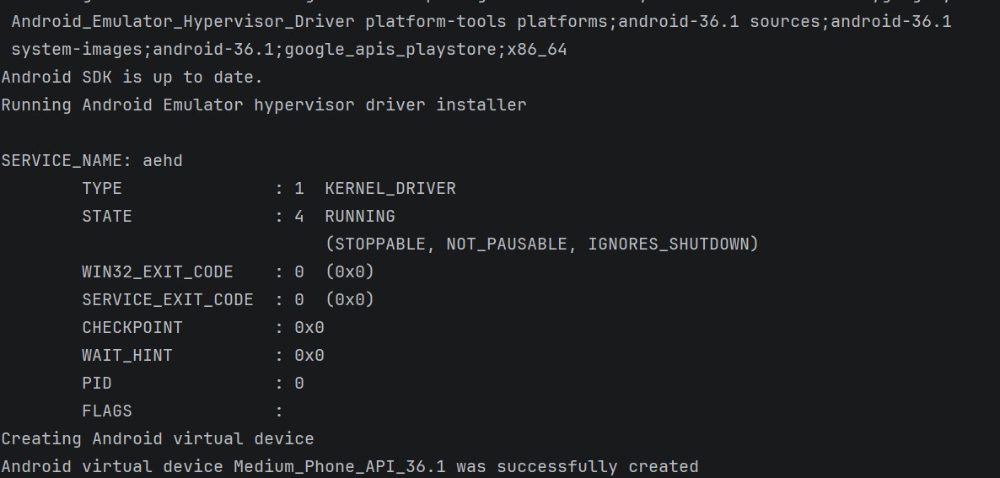 Android_Emulator_Hypervisor_Driver platform-tools platforms;android-36.1 sources;android-36.1
system-images;android-36.1;google_apis_playstore;x86_64
Android SDK is up to date.
Running Android Emulator hypervisor driver installer
SERVICE_NAME: aehd
TYPE : 1 KERNEL_DRIVER
STATE : 4 RUNNING
(STOPPABLE, NOT_PAUSABLE, IGNORES_SHUTDOWN)
WIN32_EXIT_CODE : 0 (0x0)
SERVICE_EXIT_CODE : 0 (0x0)
CHECKPOINT : 0x0
WAIT_HINT : 0x0
PID : 0
FLAGS :
Creating Android virtual device
Android virtual device Medium_Phone_API_36.1 was successfully created